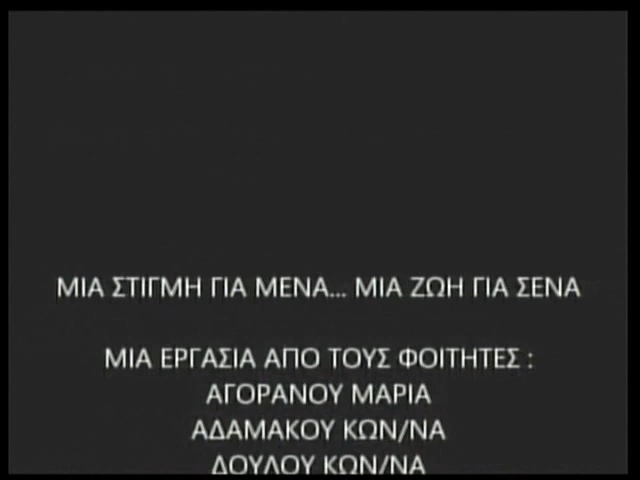 ΜΙΑ ΣΤΙΓΜΗ ΓΙΑ ΜΕΝΑ... ΜΙΑ ΖΩΗ ΓΙΑ ΣΕΝΑ
ΜΙΑ ΕΡΓΑΣΙΑ ΑΠΟ ΤΟΥΣ ΦΟΙΤΗΤΕΣ :
ΑΓΟΡΑΝΟΥ ΜΑΡΙΑ
ΑΔΑΜΑΚΟΥ ΚΩΝ/ΝΑ
ΔΟΥΛΟΥ ΚΩΝ/ΝΑ